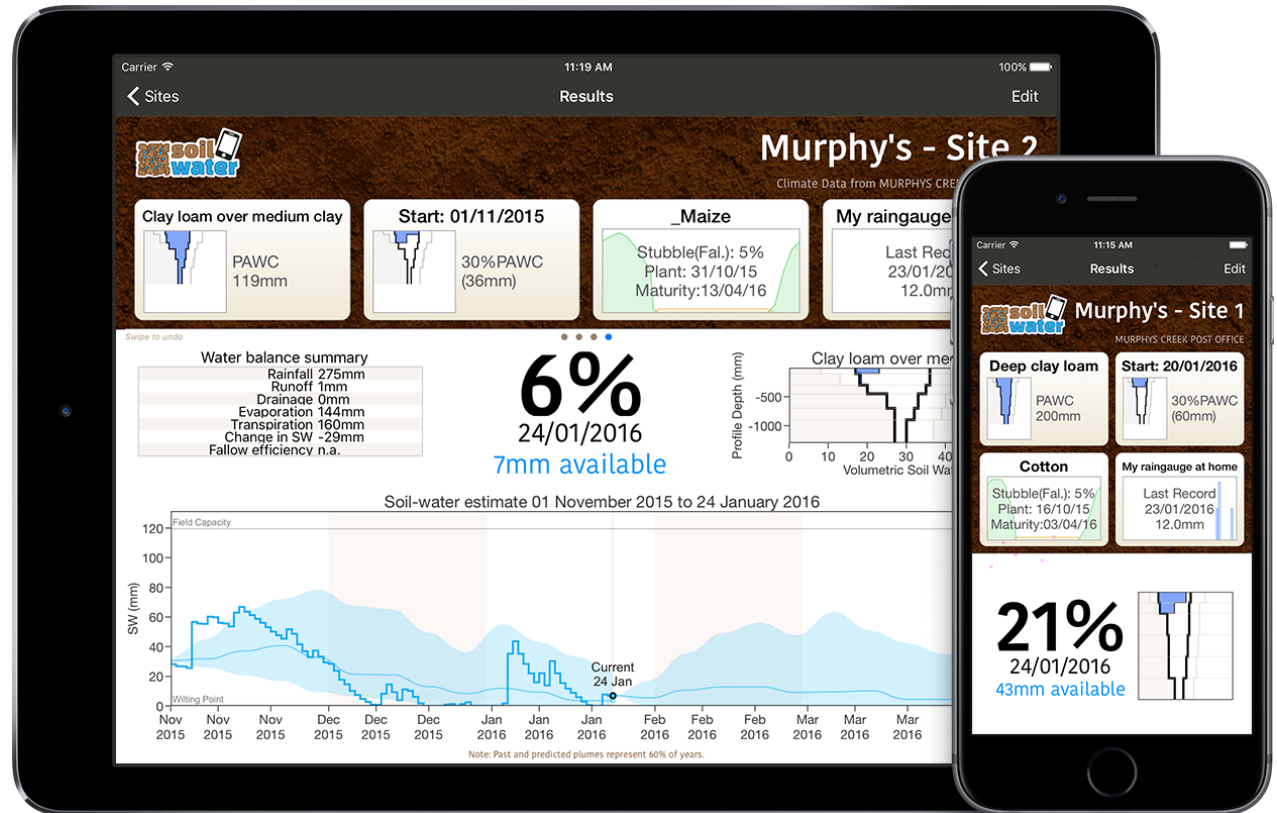 Carrier
11:19 AM
100%
Sites
Results
Edit
soil
water
Murphy's - Site 2
Climate Data from MURPHYS
Clay loam over medium clay
PAWC
119mm
Start: 01/11/2015
30%PAWC
(36mm)
_Maize
Stubble(Fal.): 5%
Plant: 31/10/15
Maturity:13/04/16
My raingauge
Last
23/01/20
12.0m
Swipe to undo
Water balance summary
Rainfall 275mm
Runoff 1mm
Drainage 0mm
Evaporation 144mm
Transpiration 160mm
Change in SW -29mm
Fallow efficiency n.a.
6%
24/01/2016
7mm available
Clay loam over
Profile Depth (mm)
-500
-1000
0 10 20 30 40
Volumetric Soil
Soil-water estimate 01 November 2015 to 24 January 2016
SW (mm)
120
100
80
60
40
20
0
Field Capacity
Wilting Point
Current
24 Jan
Nov Nov Nov Dec Dec Dec Jan Jan Jan Feb Feb Feb Mar Mar Mar
2015 2015 2015 2015 2015 2015 2016 2016 2016 2016 2016 2016 2016 2016 2016
Note: Past and predicted plumes represent 60% of years.
Carrier
11:15 AM
Sites
Results
Edit
soil
water
Murphy's - Site 1
MURPHYS CREEK POST OFFICE
Deep clay loam
PAWC
200mm
Start: 20/01/2016
30%PAWC
(60mm)
Cotton
Stubble(Fal.): 5%
Plant: 16/10/15
Maturity:03/04/16
My raingauge at home
Last Record
23/01/2016
12.0mm
21%
24/01/2016
43mm available